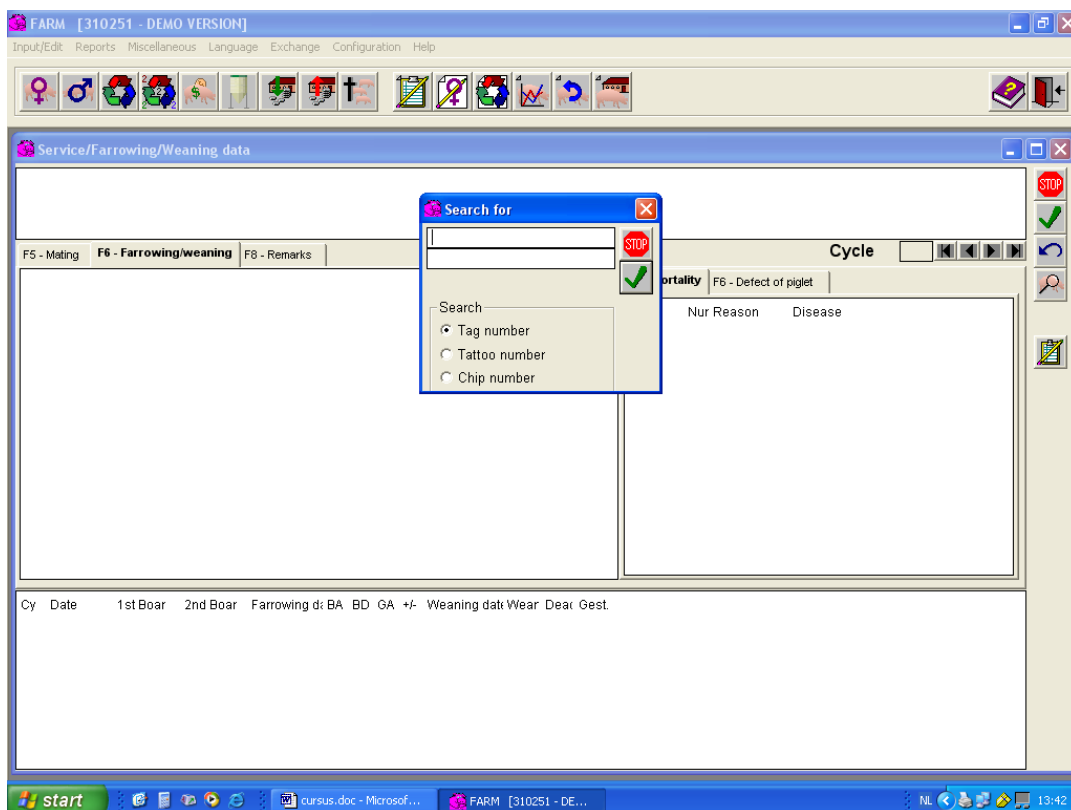 FARM [310251 - DEMO VERSION]
Input/Edit Reports Miscellaneous Language Exchange Configuration Help
Service/Farrowing/Weaning data
STOP
Search for
STOP
F5 - Mating F6 - Farrowing/weaning F8 - Remarks
Cycle
ortality F6 - Defect of piglet
Search
Tag number
Tattoo number
Chip number
Nur Reason Disease
Cy Date 1st Boar 2nd Boar Farrowing da BA BD GA +/- Weaning date Wear Deac Gest.
start cursus.doc - Microsof... FARM [310251 - DE... NL 13:42